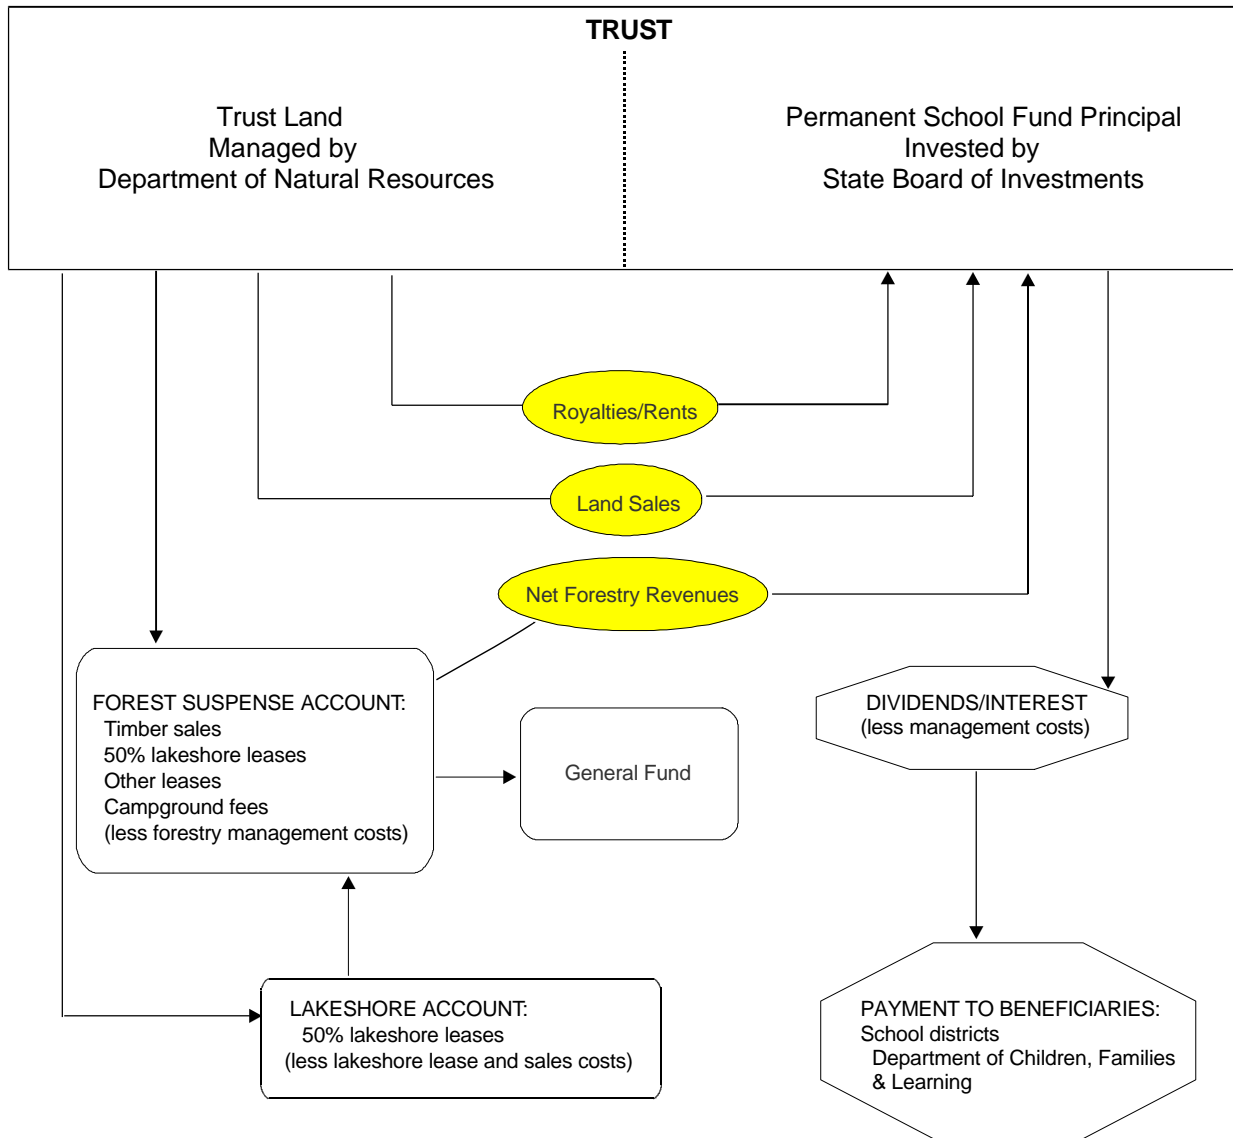 TRUST
Trust Land
Managed by
Department of Natural Resources
Permanent School Fund Principal
Invested by
State Board of Investments
Royalties/Rents
Land Sales
Net Forestry Revenues
FOREST SUSPENSE ACCOUNT:
Timber sales
50% lakeshore leases
Other leases
Campground fees
(less forestry management costs)
General Fund
DIVIDENDS/INTEREST
(less management costs)
LAKESHORE ACCOUNT:
50% lakeshore leases
(less lakeshore lease and sales costs)
PAYMENT TO BENEFICIARIES:
School districts
Department of Children, Families
& Learning